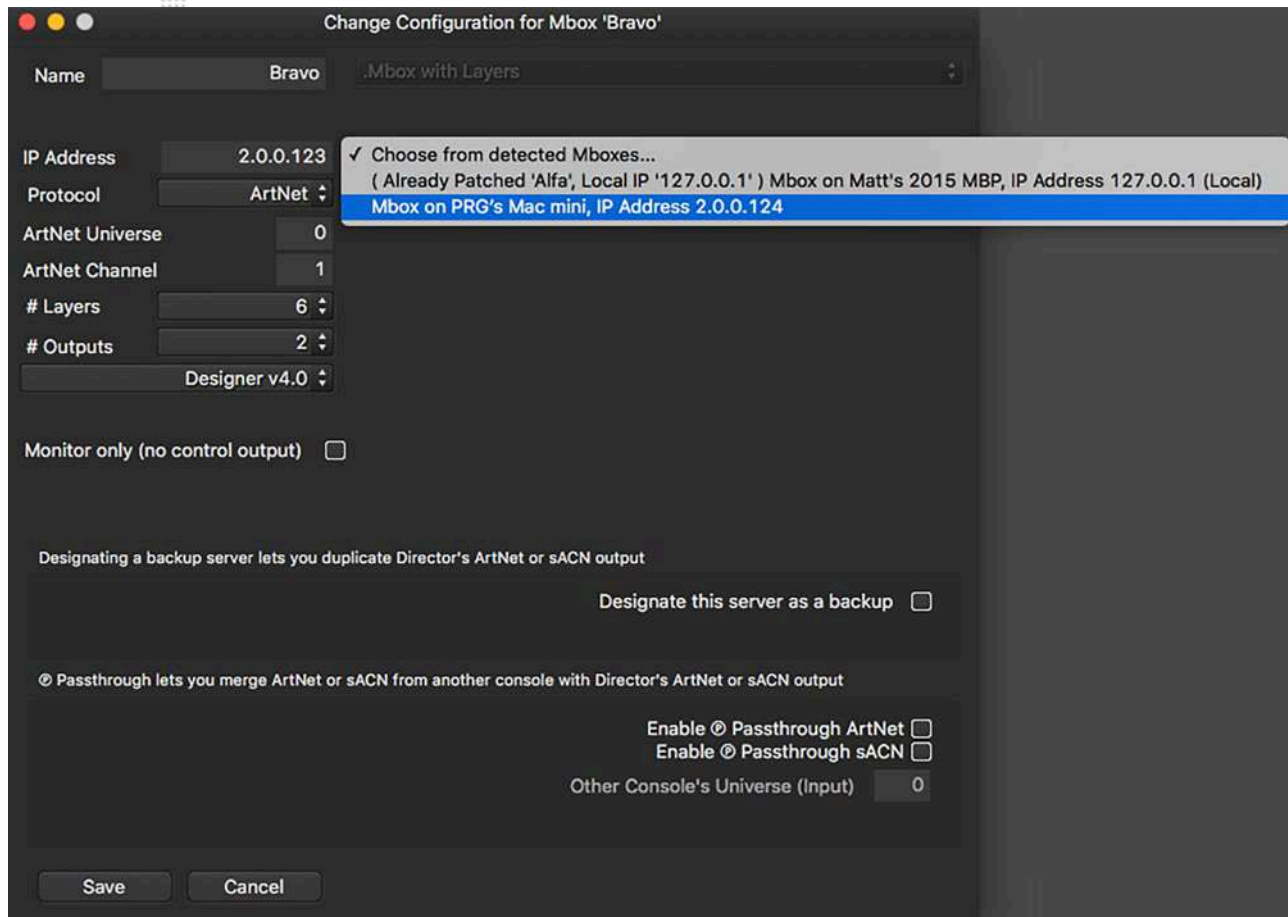 Change Configuration for Mbox 'Bravo'
Name Bravo .Mbox with Layers
IP Address 2.0.0.123 ✓ Choose from detected Mboxes...
( Already Patched 'Alfa', Local IP '127.0.0.1' ) Mbox on Matt's 2015 MBP, IP Address 127.0.0.1 (Local)
Protocol ArtNet
Mbox on PRG's Mac mini, IP Address 2.0.0.124
ArtNet Universe 0
ArtNet Channel 1
# Layers 6
# Outputs 2
Designer v4.0
Monitor only (no control output)
Designating a backup server lets you duplicate Director's ArtNet or sACN output
Designate this server as a backup
℗ Passthrough lets you merge ArtNet or sACN from another console with Director's ArtNet or sACN output
Enable ℗ Passthrough ArtNet
Enable ℗ Passthrough sACN
Other Console's Universe (Input) 0
Save Cancel